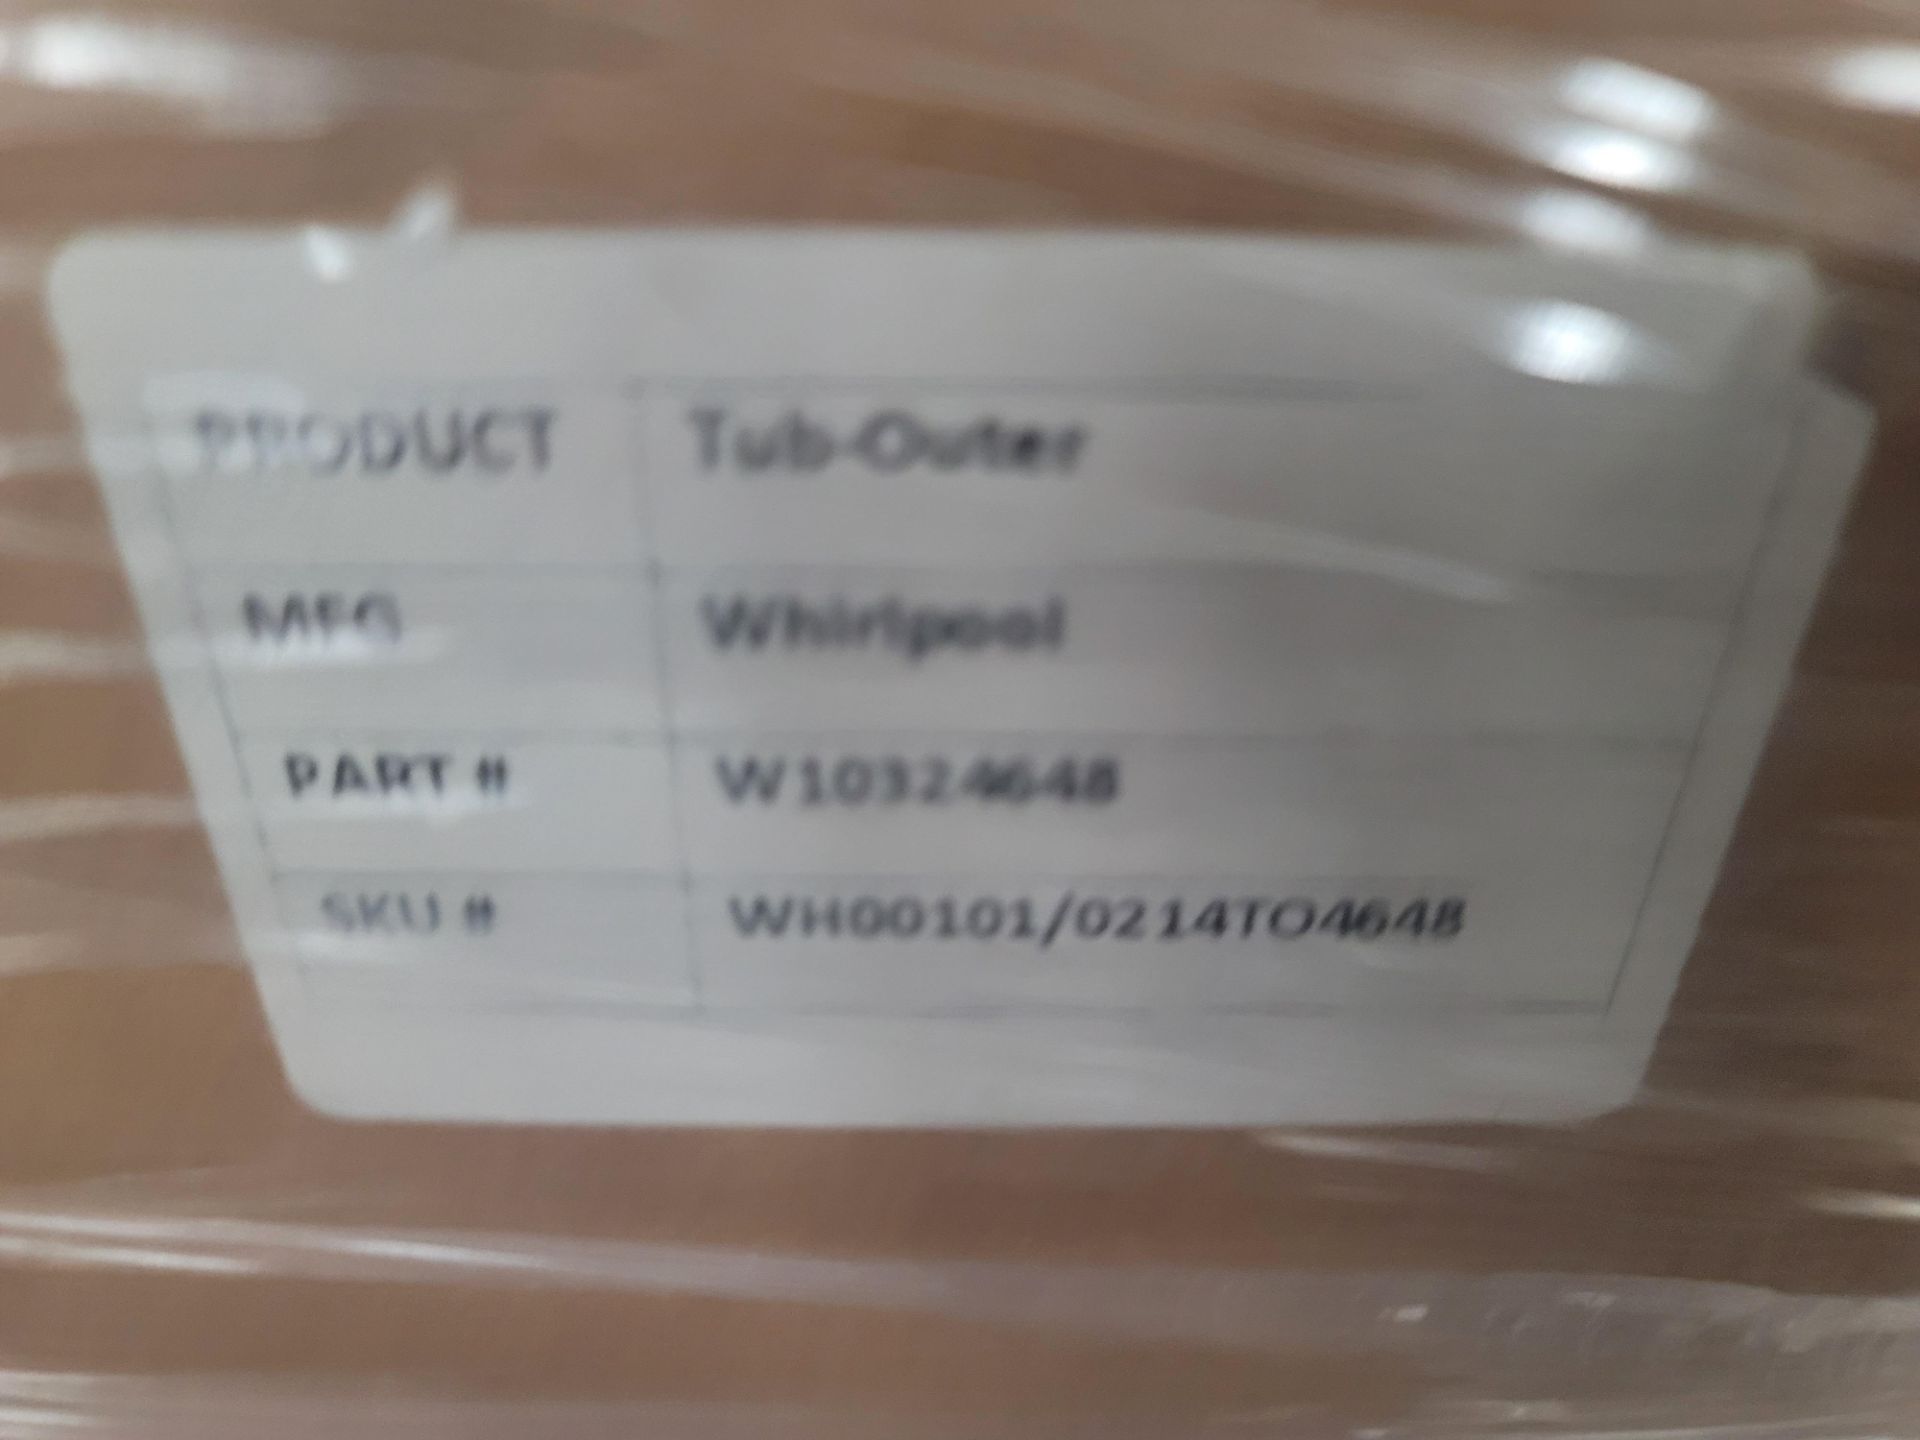 PRODUCT Tub-Outer
MFG Whirlpool
PART # W10324648
SKU # WH00101/0214TO4648